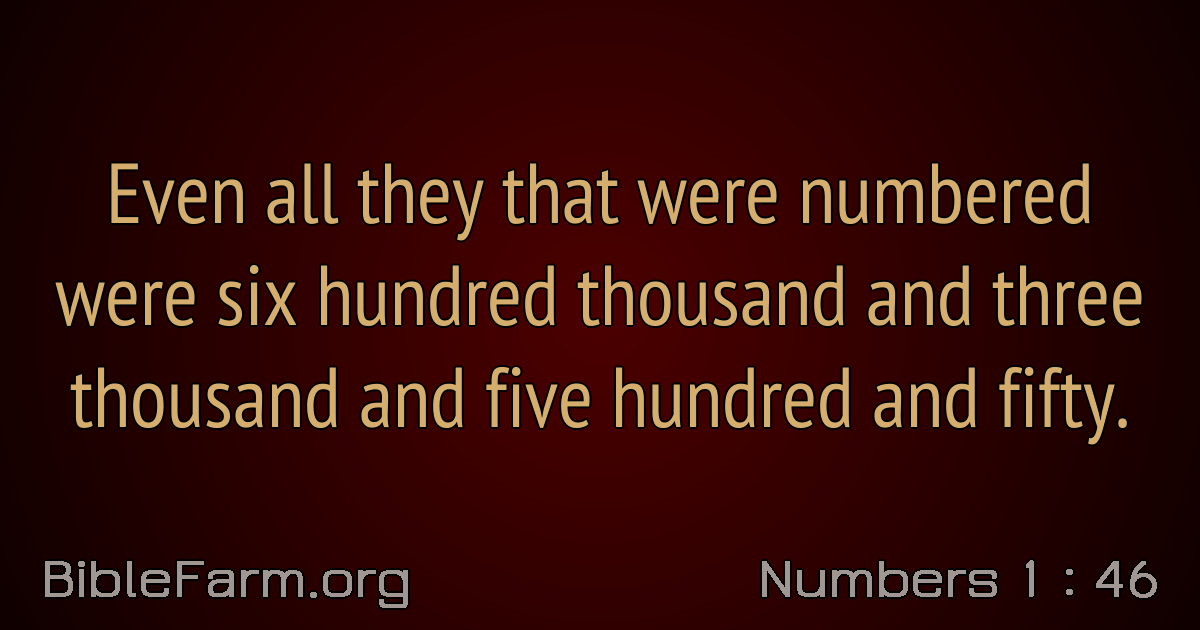 Even all they that were numbered
were six hundred thousand and three
thousand and five hundred and fifty.
BibleFarm.org
Numbers 1 : 46